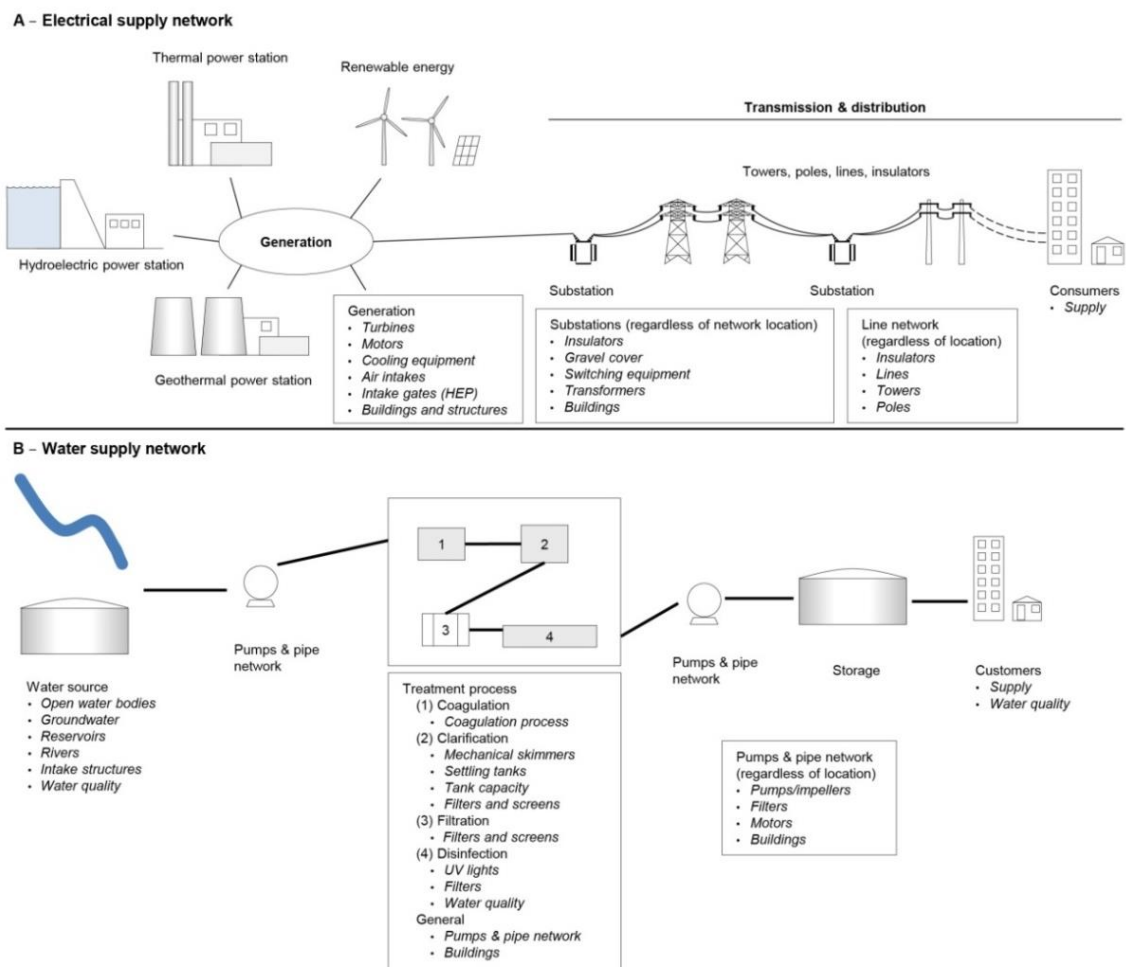 A – Electrical supply network
Thermal power station
Renewable energy
Transmission & distribution
Towers, poles, lines, insulators
Generation
Hydroelectric power station
Geothermal power station
Generation
• Turbines
• Motors
• Cooling equipment
• Air intakes
• Intake gates (HEP)
• Buildings and structures
Substation
Substations (regardless of network location)
• Insulators
• Gravel cover
• Switching equipment
• Transformers
• Buildings
Substation
Line network
(regardless of location)
• Insulators
• Lines
• Towers
• Poles
Consumers
• Supply
B – Water supply network
Water source
• Open water bodies
• Groundwater
• Reservoirs
• Rivers
• Intake structures
• Water quality
Pumps & pipe
network
1
2
3
4
Treatment process
(1) Coagulation
• Coagulation process
(2) Clarification
• Mechanical skimmers
• Settling tanks
• Tank capacity
• Filters and screens
(3) Filtration
• Filters and screens
(4) Disinfection
• UV lights
• Filters
• Water quality
General
• Pumps & pipe network
• Buildings
Pumps & pipe
network
Storage
Customers
• Supply
• Water quality
Pumps & pipe network
(regardless of location)
• Pumps/impellers
• Filters
• Motors
• Buildings